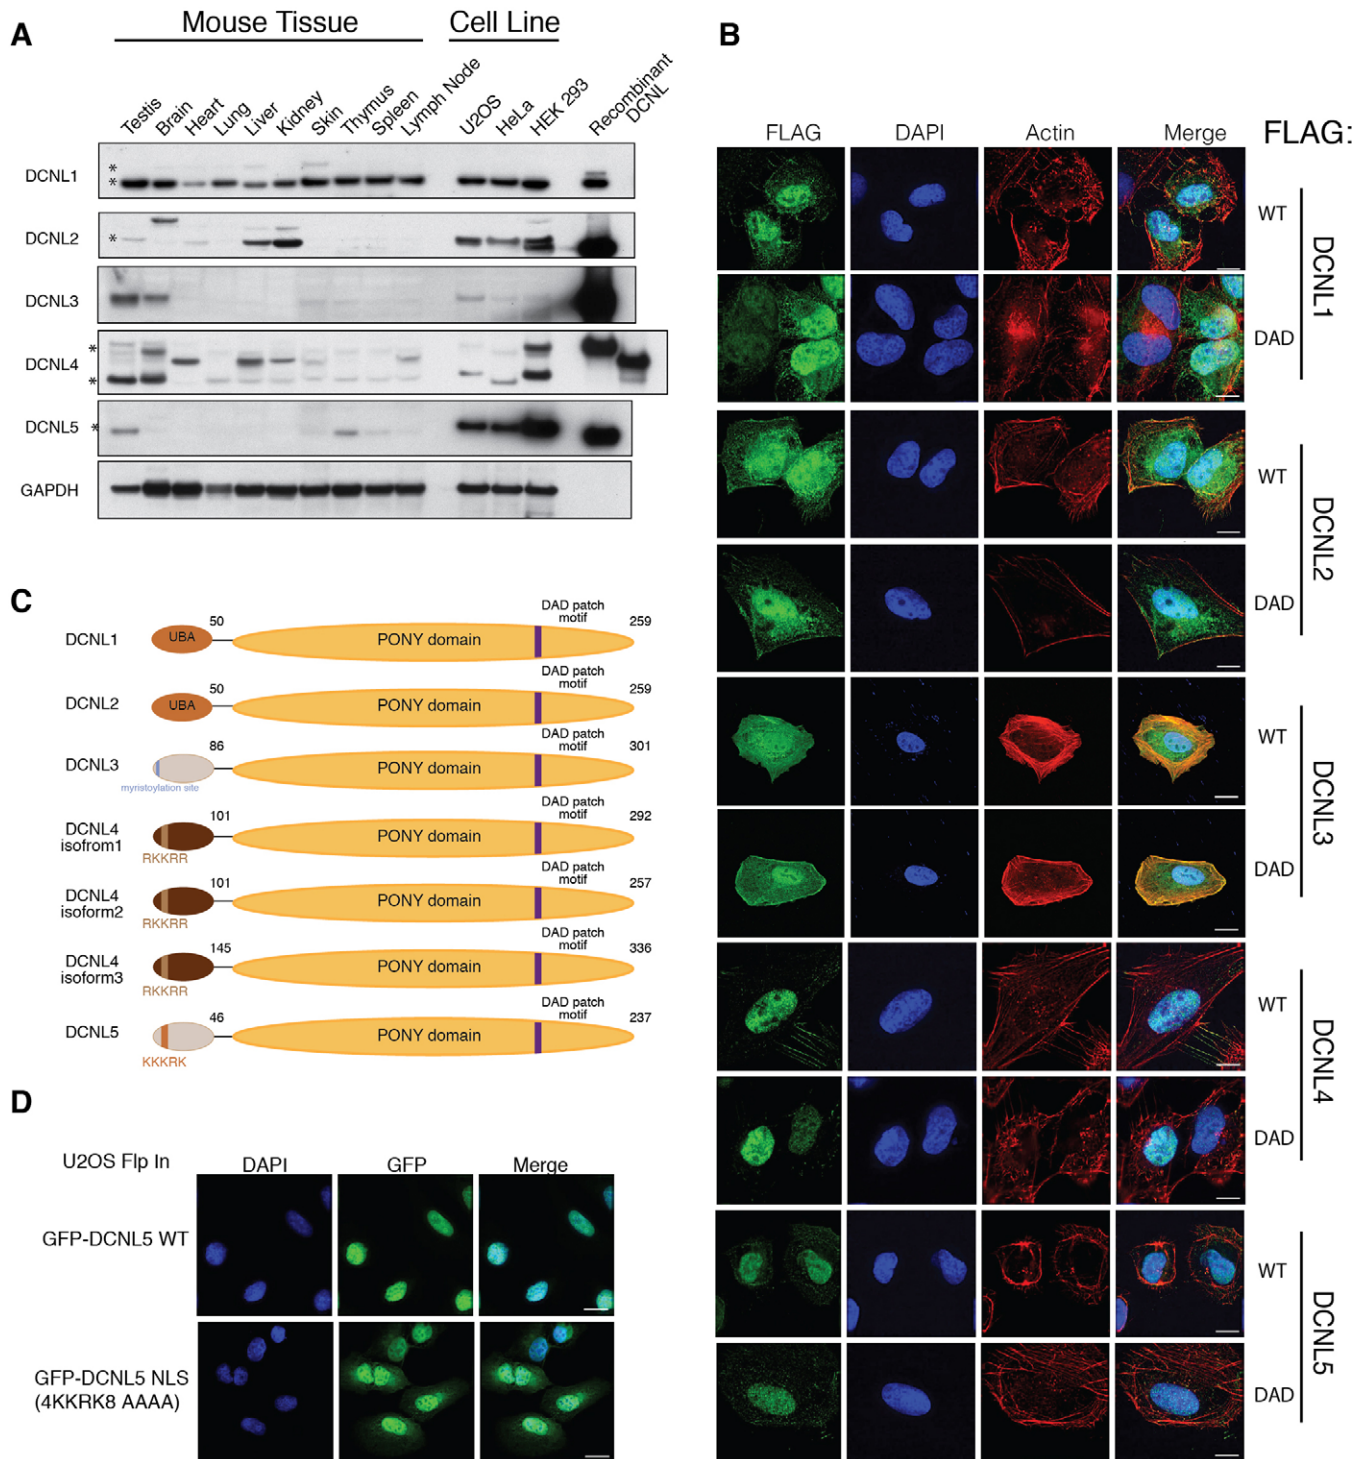 A
Mouse Tissue
Cell Line
Testis
Brain
Heart
Lung
Liver
Kidney
Skin
Thymus
Spleen
Lymph Node
U2OS
HeLa
HEK 293
Recombinant
DCNL
DCNL1
*
*
DCNL2
*
DCNL3
DCNL4
*
*
DCNL5
*
GAPDH
B
FLAG
DAPI
Actin
Merge
FLAG:
WT
DAD
DCNL1
WT
DAD
DCNL2
WT
DAD
DCNL3
WT
DAD
DCNL4
WT
DAD
DCNL5
C
DCNL1
UBA
50
PONY domain
DAD patch
motif
259
DCNL2
UBA
50
PONY domain
DAD patch
motif
259
DCNL3
myristoylation site
86
PONY domain
DAD patch
motif
301
DCNL4
isofrom1
RKKRR
101
PONY domain
DAD patch
motif
292
DCNL4
isoform2
RKKRR
101
PONY domain
DAD patch
motif
257
DCNL4
isoform3
RKKRR
145
PONY domain
DAD patch
motif
336
DCNL5
KKKRK
46
PONY domain
DAD patch
motif
237
D
U2OS Flp In
DAPI
GFP
Merge
GFP-DCNL5 WT
GFP-DCNL5 NLS
(4KKRK8 AAAA)